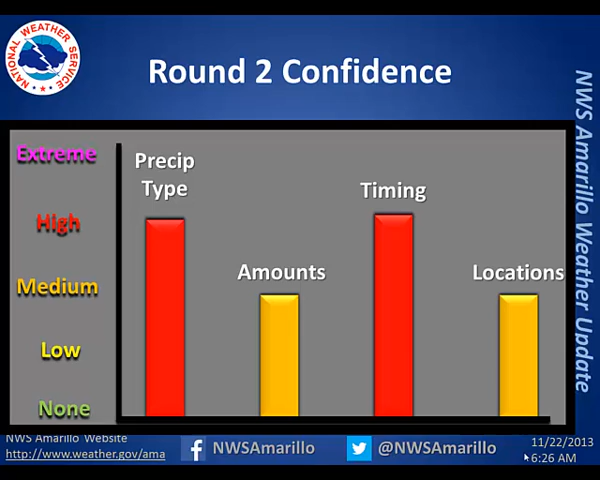 NATIONAL WEATHER SERVICE
Round 2 Confidence
NWS Amarillo Weather Update
Extreme
High
Medium
Low
None
Precip
Type
Amounts
Timing
Locations
NWS Amarillo Website
http://www.weather.gov/ama
NWSAmarillo
@NWSAmarillo
11/22/2013
6:26 AM